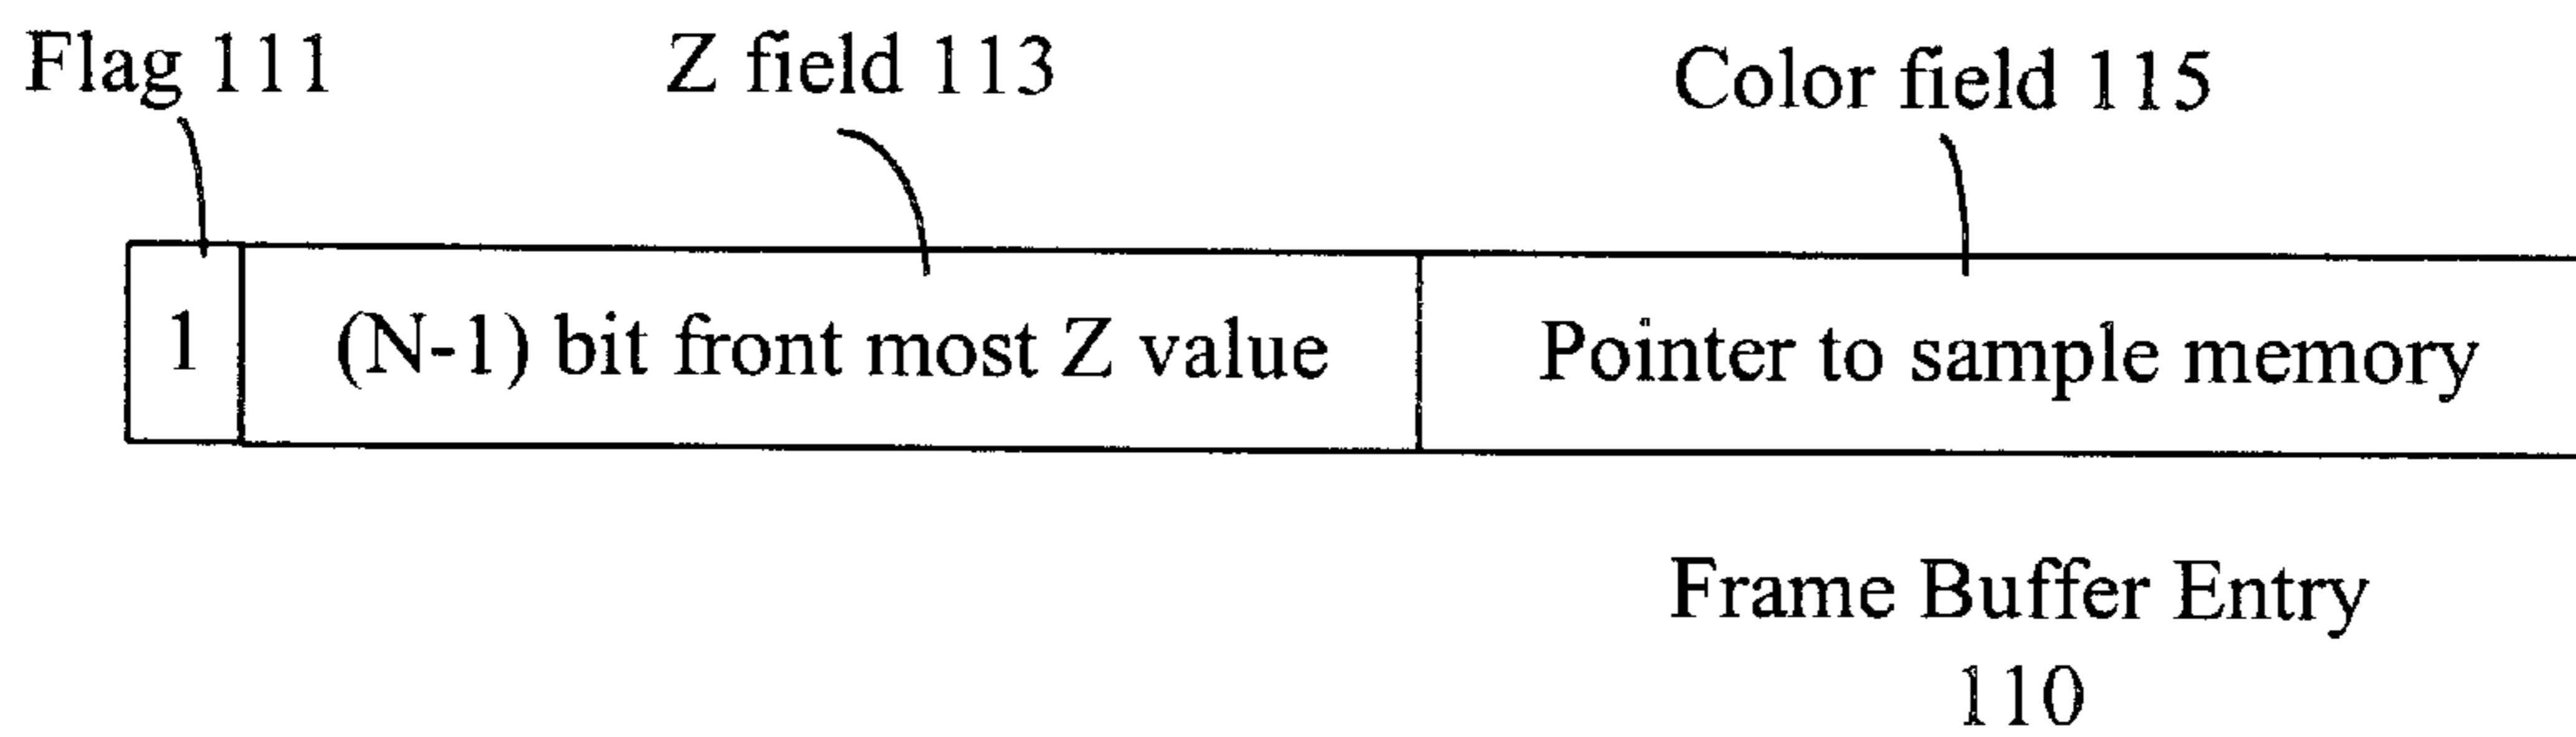 Flag 111
Z field 113
Color field 115
1
(N-1) bit front most Z value
Pointer to sample memory
Frame Buffer Entry
110